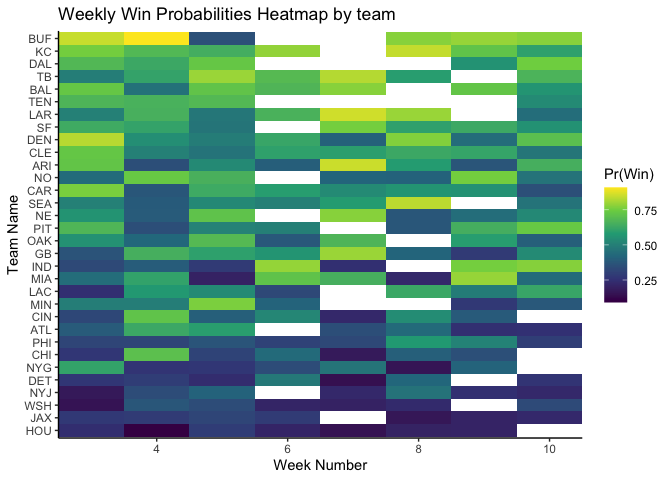 Weekly Win Probabilities Heatmap by team
Team Name
BUF
KC
DAL
TB
BAL
TEN
LAR
SF
DEN
CLE
ARI
NO
CAR
SEA
NE
PIT
OAK
GB
IND
MIA
LAC
MIN
CIN
ATL
PHI
CHI
NYG
DET
NYJ
WSH
JAX
HOU
4 6 8 10
Week Number
Pr(Win)
0.75
0.50
0.25